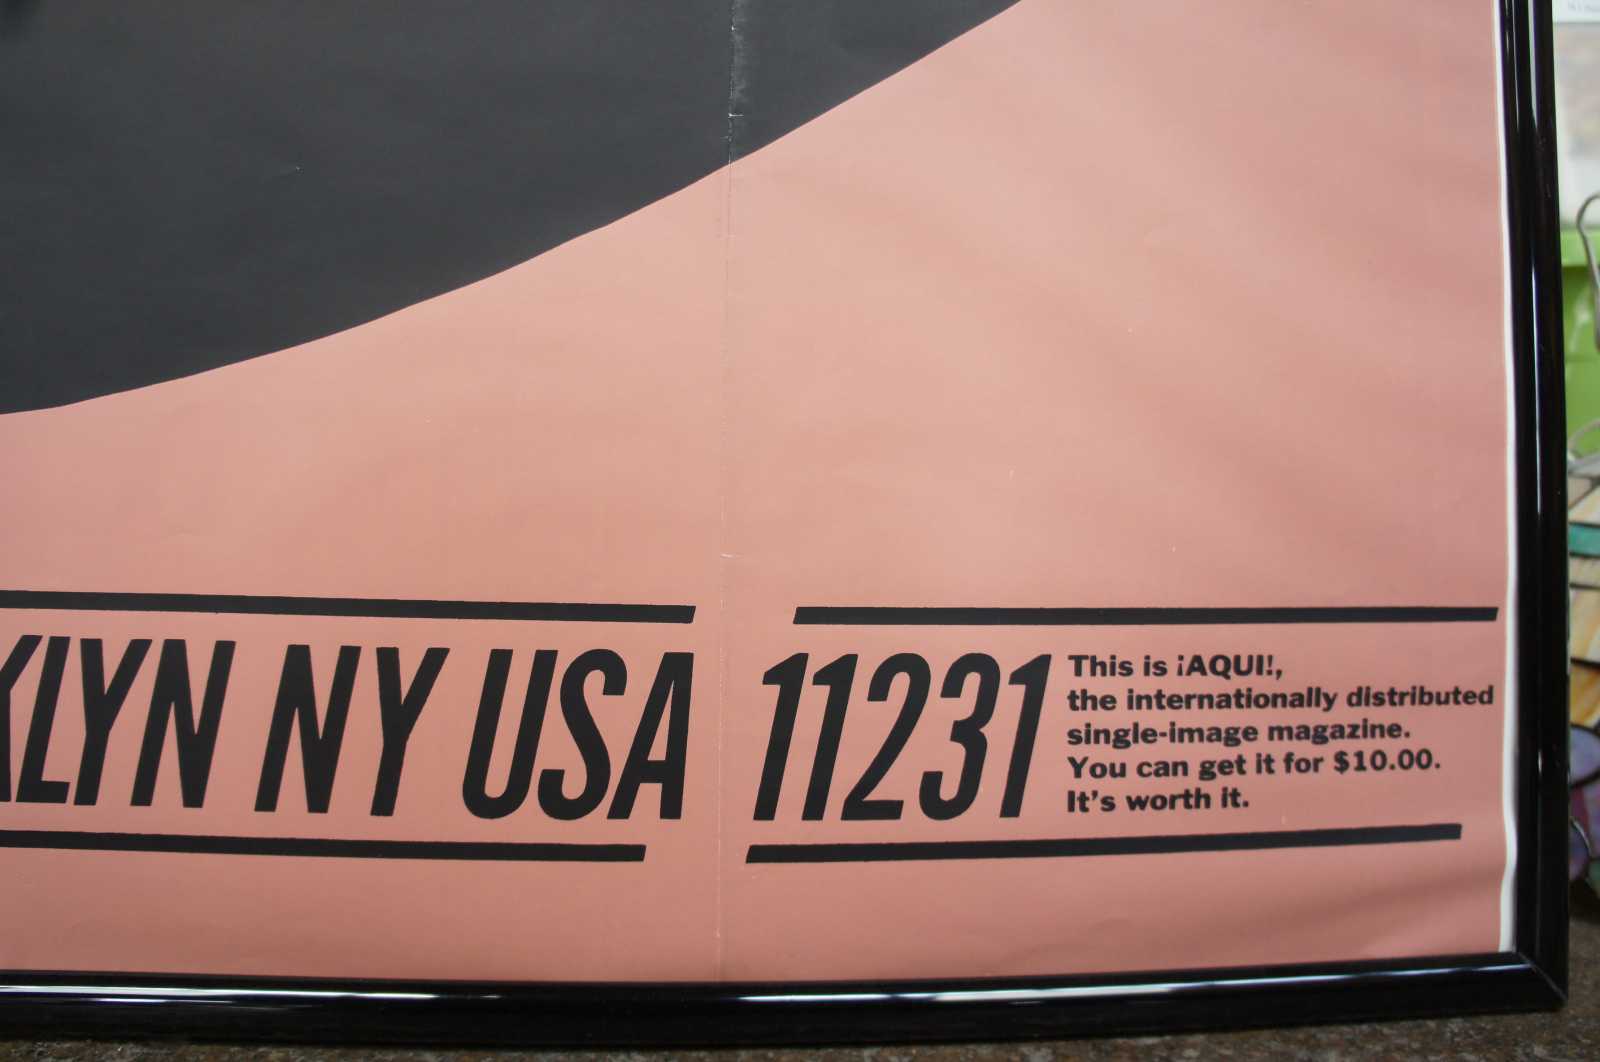 KLYN NY USA 11231
This is ¡AQUI!,
the internationally distributed
single-image magazine.
You can get it for $10.00.
It's worth it.